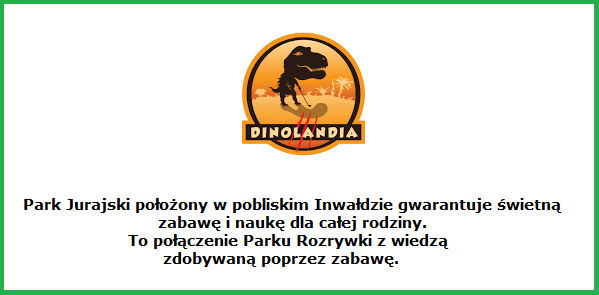 DINOLANDIA
Park Jurajski położony w pobliskim Inwałdzie gwarantuje świetną
zabawę i naukę dla całej rodziny.
To połączenie Parku Rozrywki z wiedzą
zdobywaną poprzez zabawę.